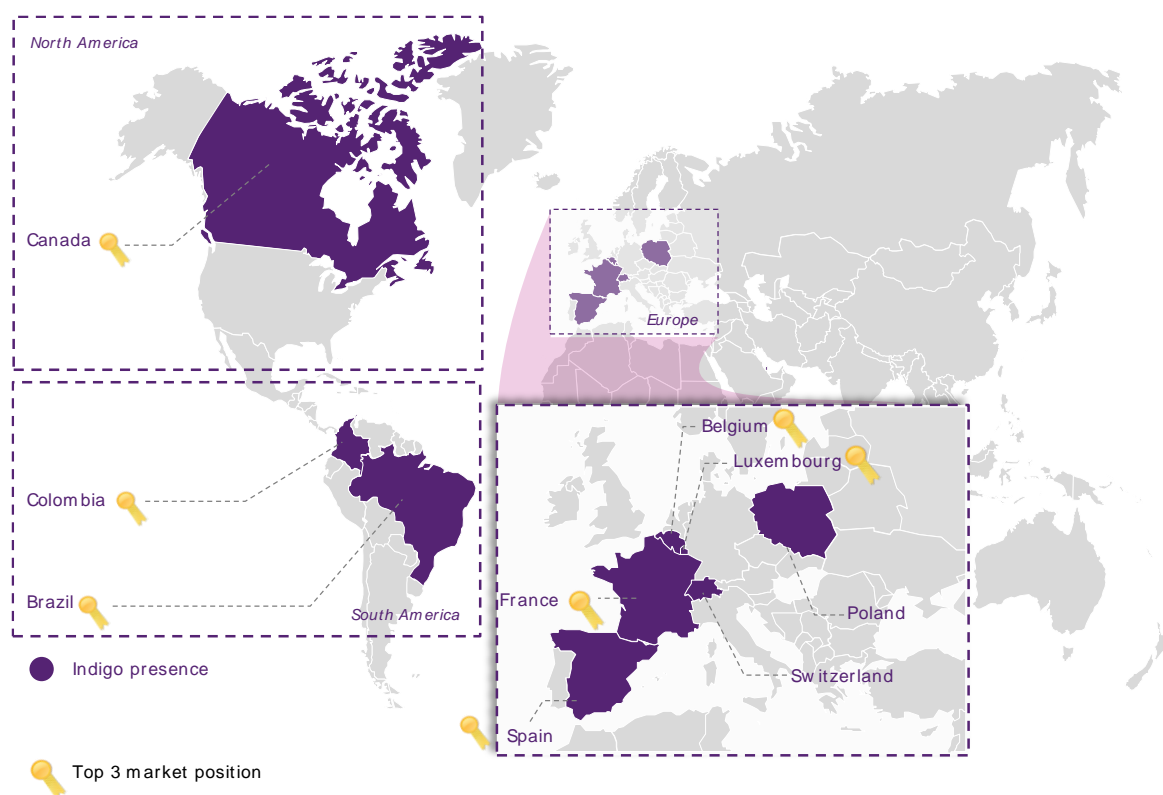 North America
Canada
Europe
Colombia
Brazil
South America
Belgium
Luxembourg
France
Poland
Switzerland
Spain
Indigo presence
Top 3 market position